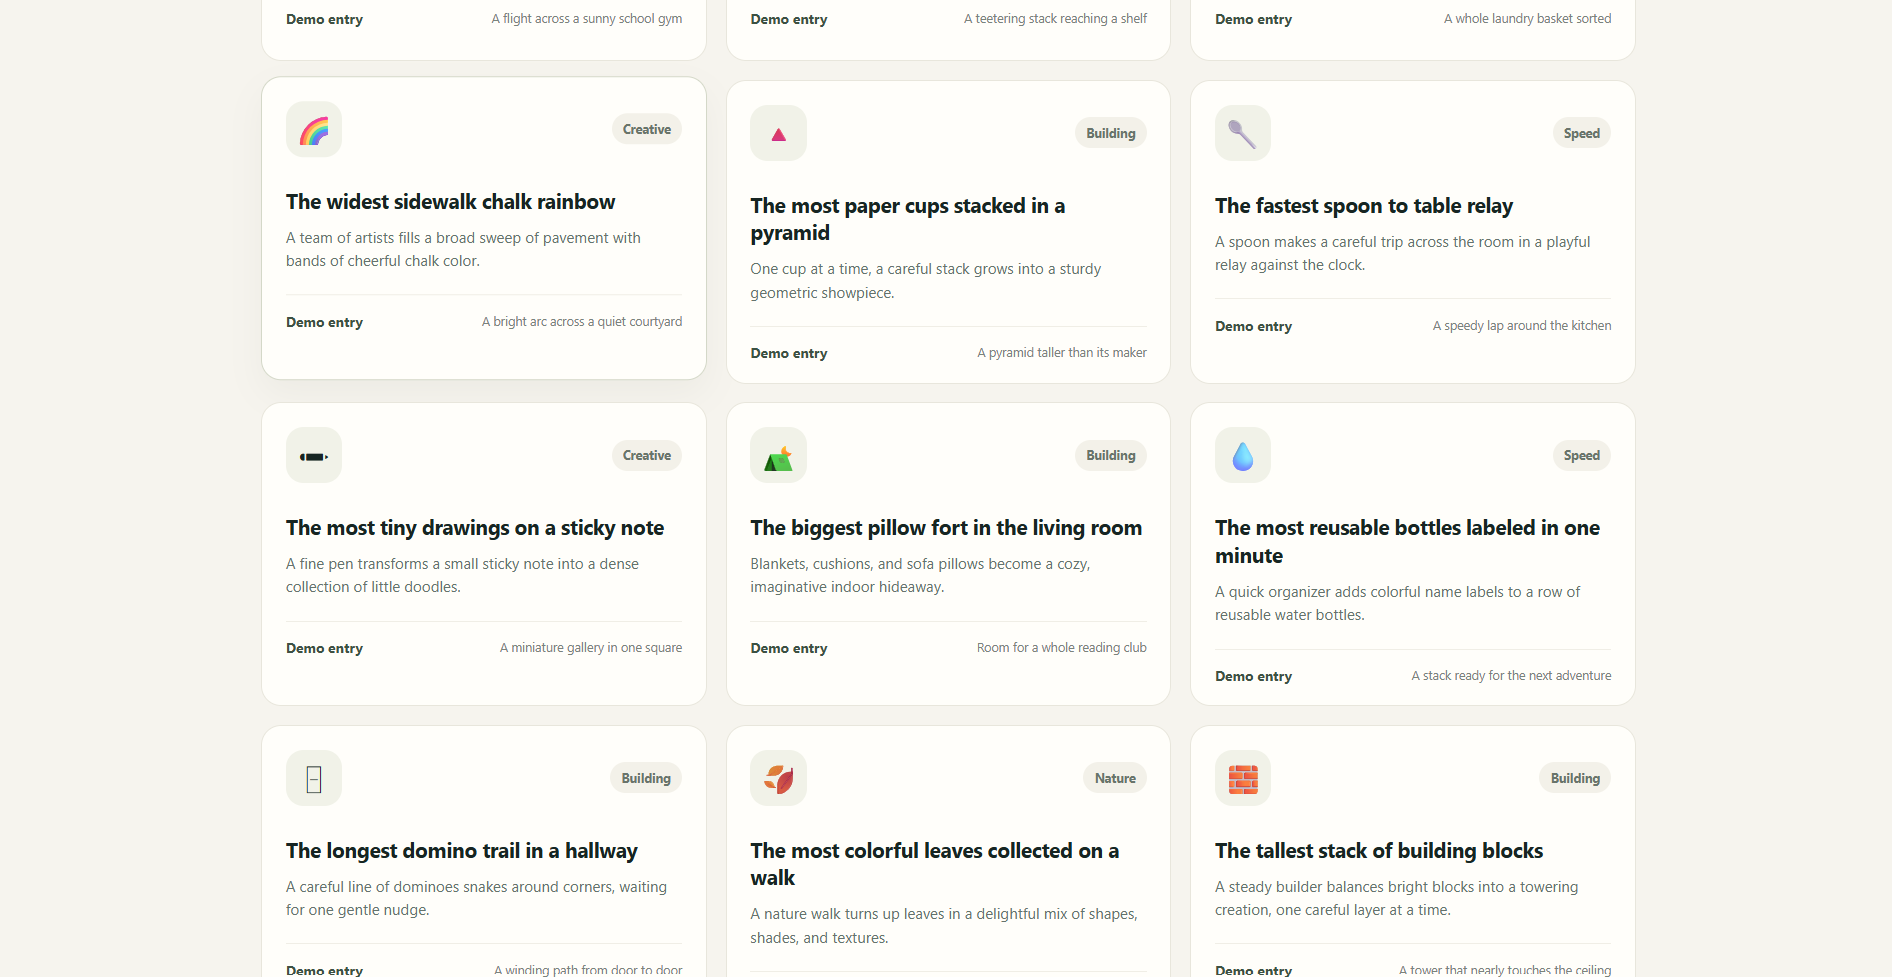 Demo entry A flight across a sunny school gym
Demo entry A teetering stack reaching a shelf
Demo entry A whole laundry basket sorted
Creative
The widest sidewalk chalk rainbow
A team of artists fills a broad sweep of pavement with
bands of cheerful chalk color.
Demo entry A bright arc across a quiet courtyard
Building
The most paper cups stacked in a
pyramid
One cup at a time, a careful stack grows into a sturdy
geometric showpiece.
Demo entry A pyramid taller than its maker
Speed
The fastest spoon to table relay
A spoon makes a careful trip across the room in a playful
relay against the clock.
Demo entry A speedy lap around the kitchen
Creative
The most tiny drawings on a sticky note
A fine pen transforms a small sticky note into a dense
collection of little doodles.
Demo entry A miniature gallery in one square
Building
The biggest pillow fort in the living room
Blankets, cushions, and sofa pillows become a cozy,
imaginative indoor hideaway.
Demo entry Room for a whole reading club
Speed
The most reusable bottles labeled in one
minute
A quick organizer adds colorful name labels to a row of
reusable water bottles.
Demo entry A stack ready for the next adventure
Building
The longest domino trail in a hallway
A careful line of dominoes snakes around corners, waiting
for one gentle nudge.
Demo entry A winding path from door to door
Nature
The most colorful leaves collected on a
walk
A nature walk turns up leaves in a delightful mix of shapes,
shades, and textures.
Building
The tallest stack of building blocks
A steady builder balances bright blocks into a towering
creation, one careful layer at a time.
Demo entry A tower that nearly touches the ceiling